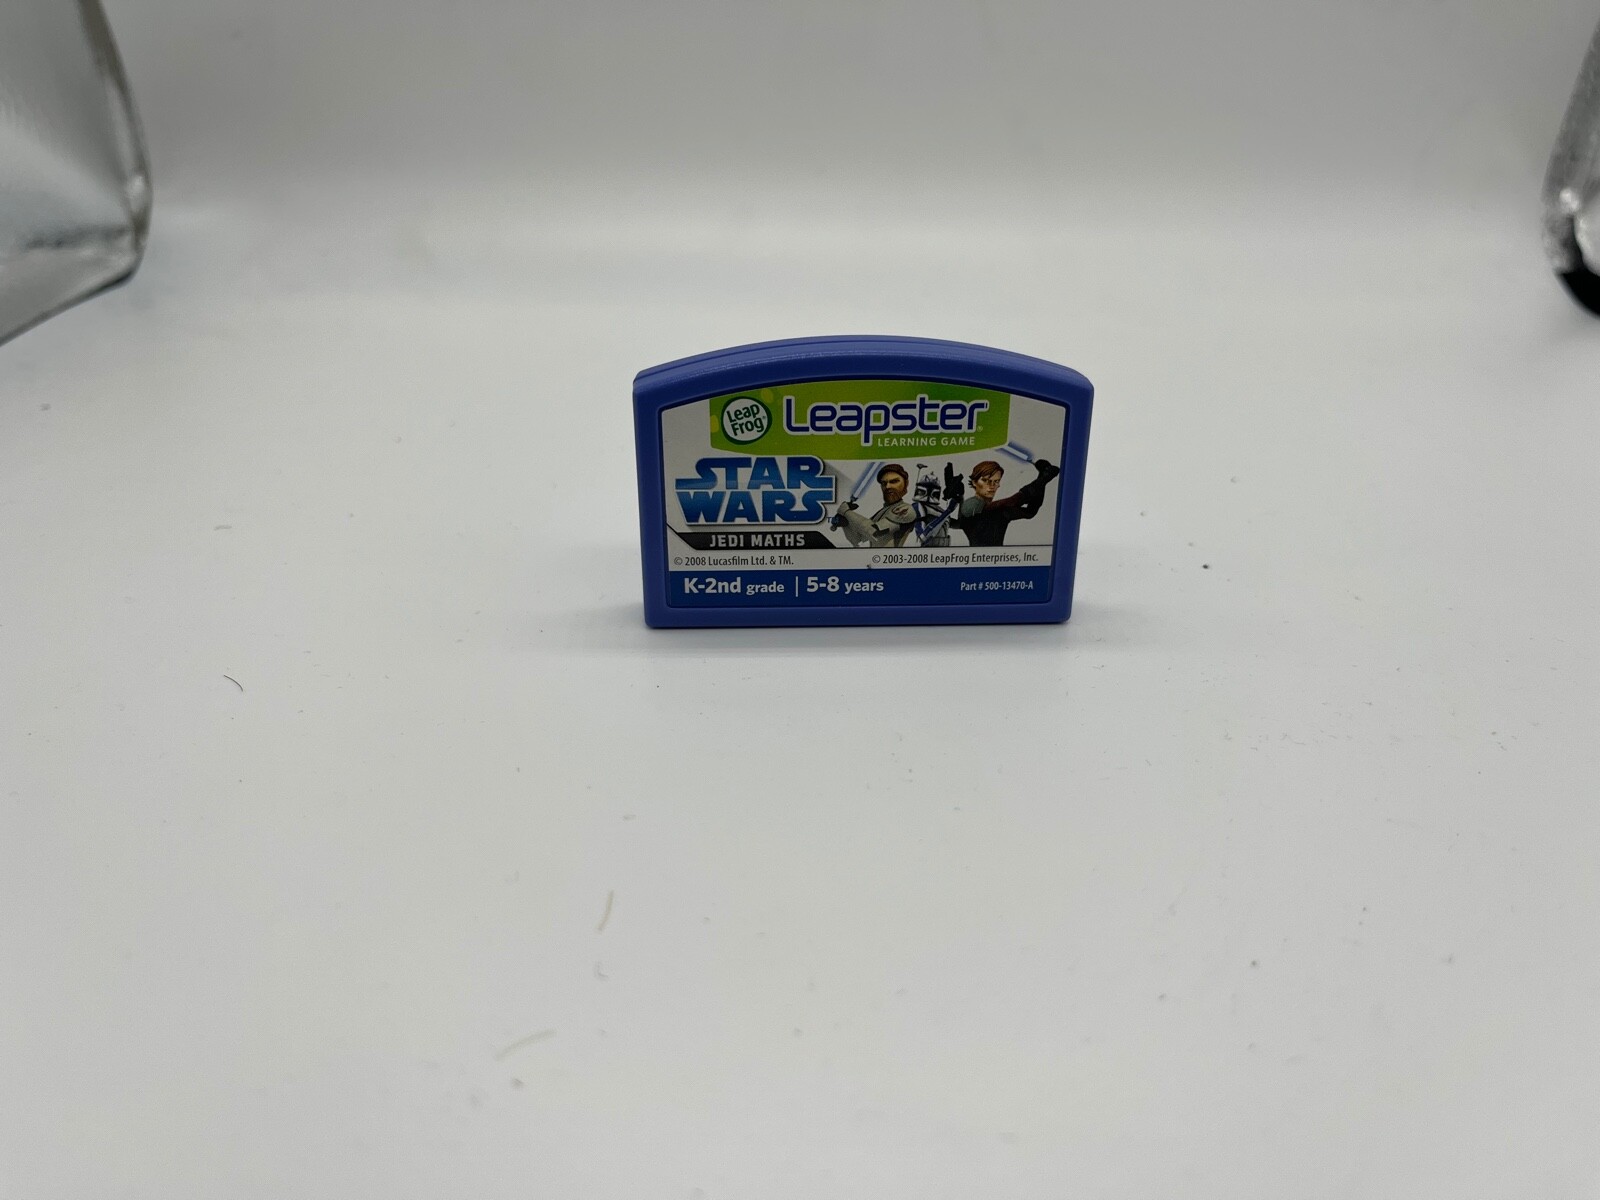 Leap
Frog
Leapster
LEARNING GAME
STAR
WARS
JEDI MATHS
© 2008 Lucasfilm Ltd. & TM.
© 2003-2008 LeapFrog Enterprises, Inc.
K-2nd grade | 5-8 years
Part # 500-13470-A